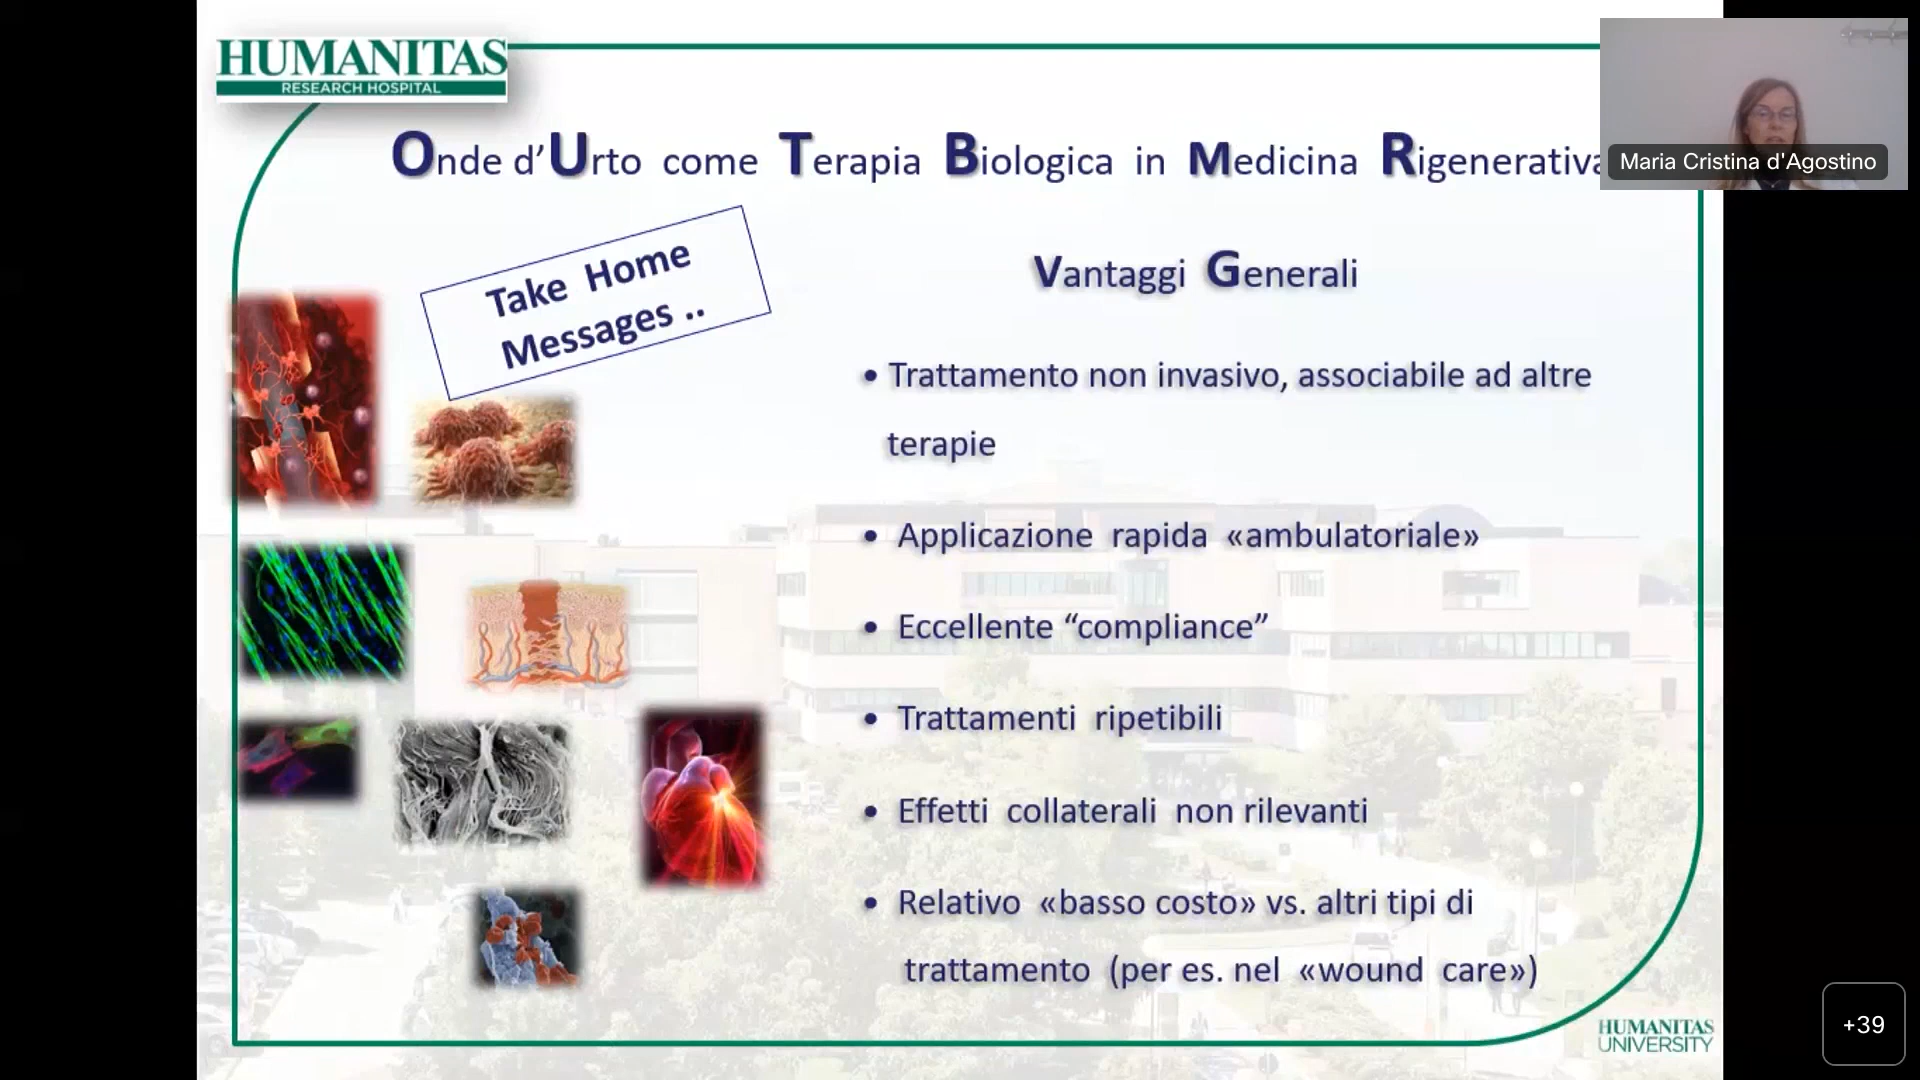 HUMANITAS
RESEARCH HOSPITAL
Maria Cristina d'Agostino
Onde d'Urto come Terapia Biologica in Medicina Rigenerativa
Take Home
Messages ..
Vantaggi Generali
• Trattamento non invasivo, associabile ad altre
terapie
• Applicazione rapida «ambulatoriale»
• Eccellente “compliance”
• Trattamenti ripetibili
• Effetti collaterali non rilevanti
• Relativo «basso costo» vs. altri tipi di
trattamento (per es. nel «wound care»)
HUMANITAS
UNIVERSITY
+39